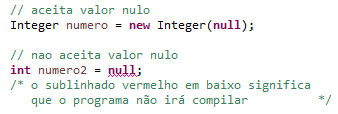 // aceita valor nulo
Integer numero = new Integer(null);
// nao aceita valor nulo
int numero2 = null;
/* o sublinhado vermelho em baixo significa
que o programa não irá compilar */